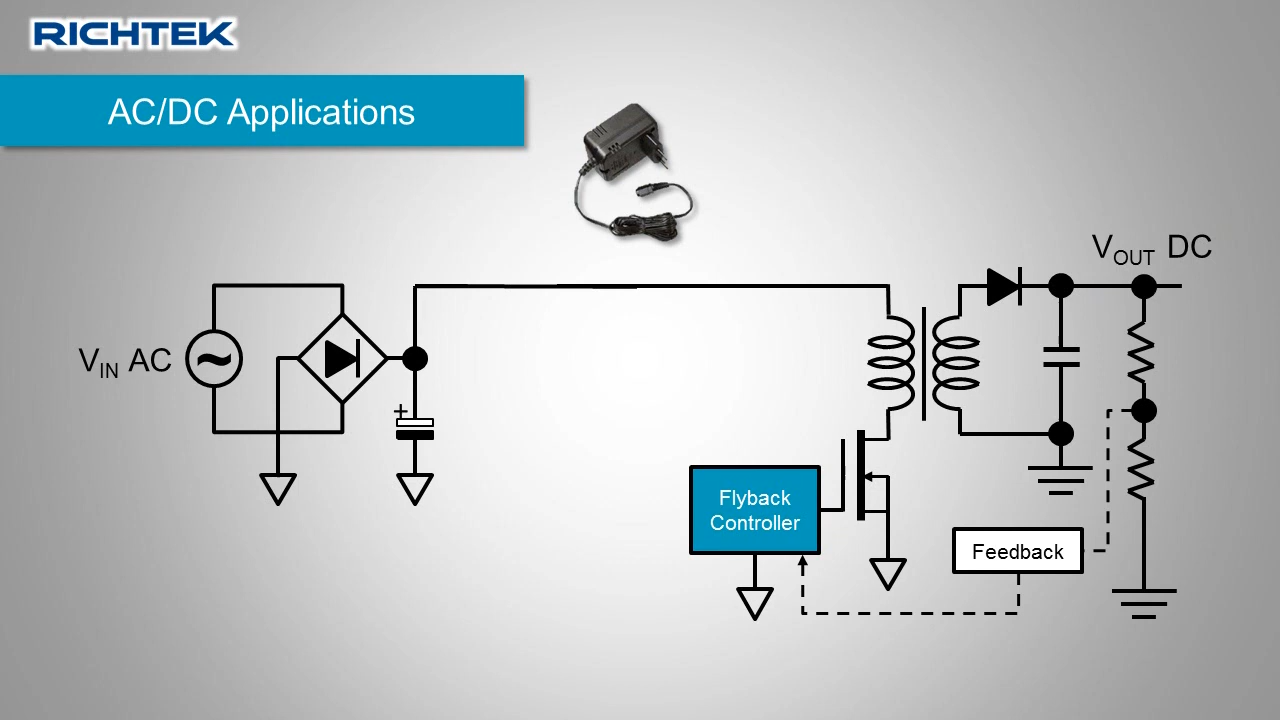 RICHTEK
AC/DC Applications
VOUT DC
VIN AC
+
Flyback
Controller
Feedback